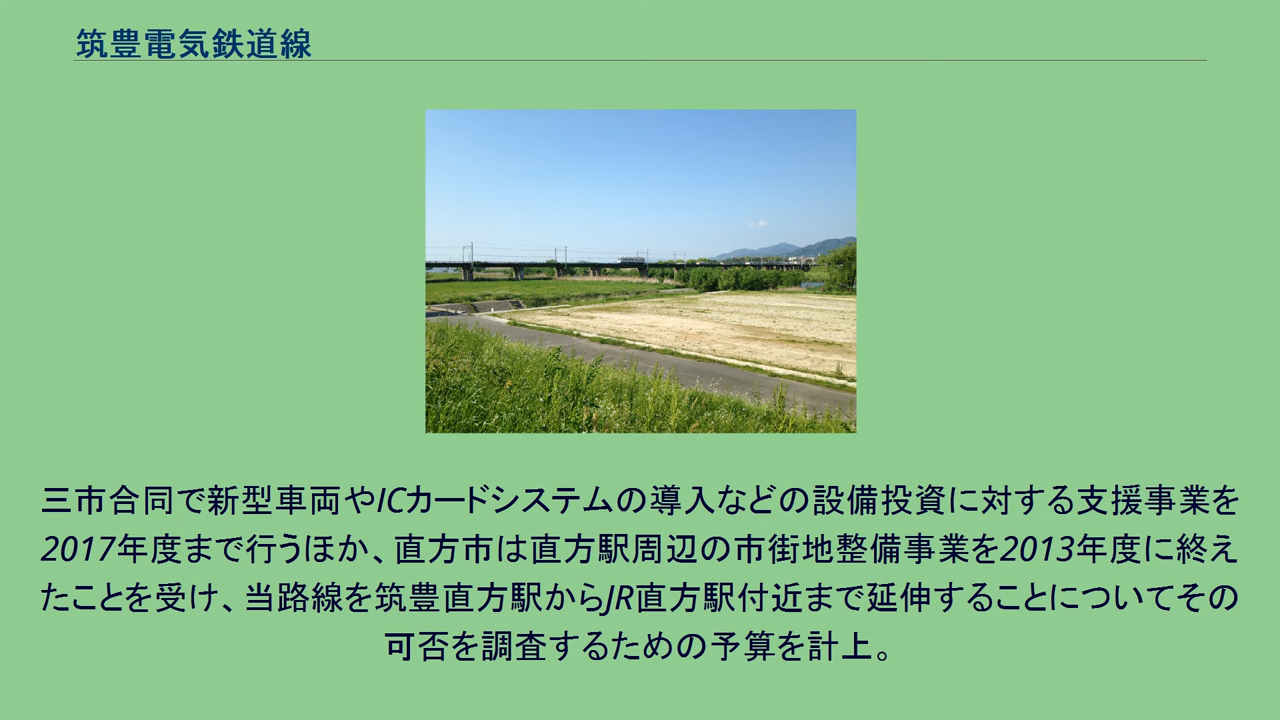 筑豊電気鉄道線
三市合同で新型車両やICカードシステムの導入などの設備投資に対する支援事業を
2017年度まで行うほか、直方市は直方駅周辺の市街地整備事業を2013年度に終え
たことを受け、当路線を筑豊直方駅からJR直方駅付近まで延伸することについてその
可否を調査するための予算を計上。